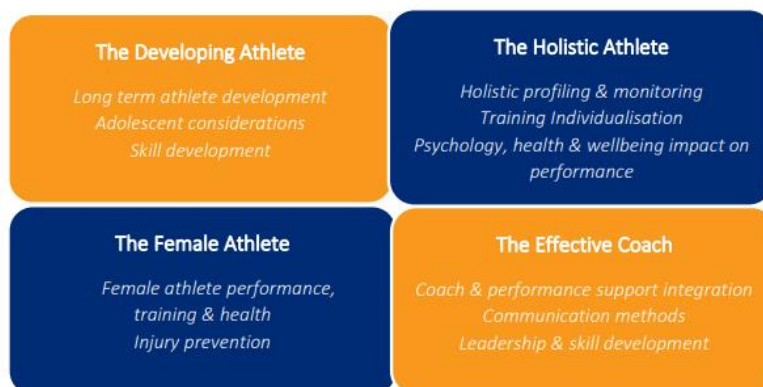 The Developing Athlete
Long term athlete development
Adolescent considerations
Skill development
The Holistic Athlete
Holistic profiling & monitoring
Training Individualisation
Psychology, health & wellbeing impact on
performance
The Female Athlete
Female athlete performance,
training & health
Injury prevention
The Effective Coach
Coach & performance support integration
Communication methods
Leadership & skill development